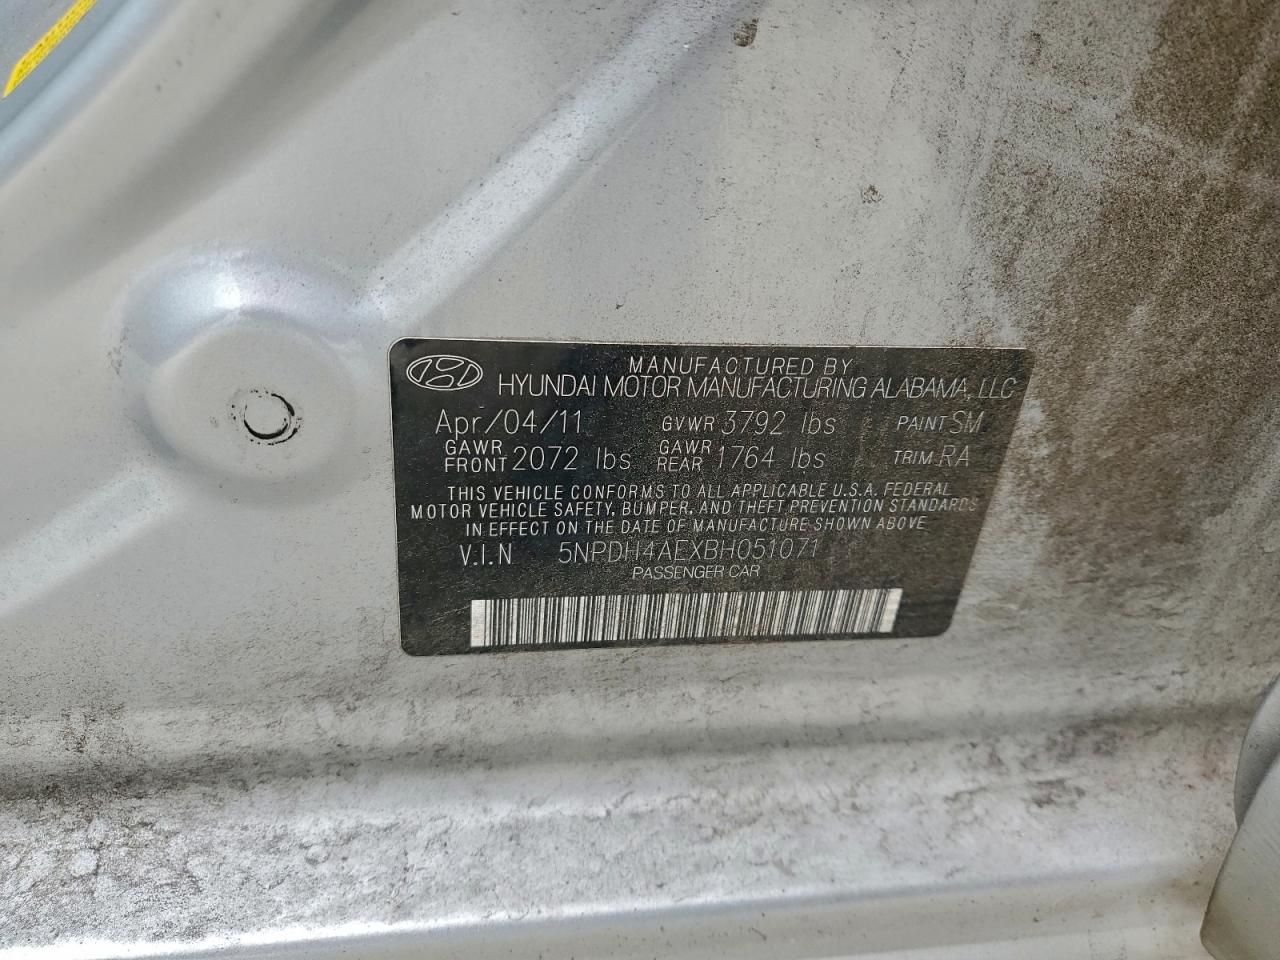 MANUFACTURED BY
HYUNDAI MOTOR MANUFACTURING ALABAMA, LLC
Apr/04/11 GVWR 3792 lbs PAINT SM
GAWR FRONT 2072 lbs GAWR REAR 1764 lbs TRIM RA
THIS VEHICLE CONFORMS TO ALL APPLICABLE U.S.A. FEDERAL
MOTOR VEHICLE SAFETY, BUMPER, AND THEFT PREVENTION STANDARDS
IN EFFECT ON THE DATE OF MANUFACTURE SHOWN ABOVE
V.I.N 5NPDH4AEXBH051071
PASSENGER CAR